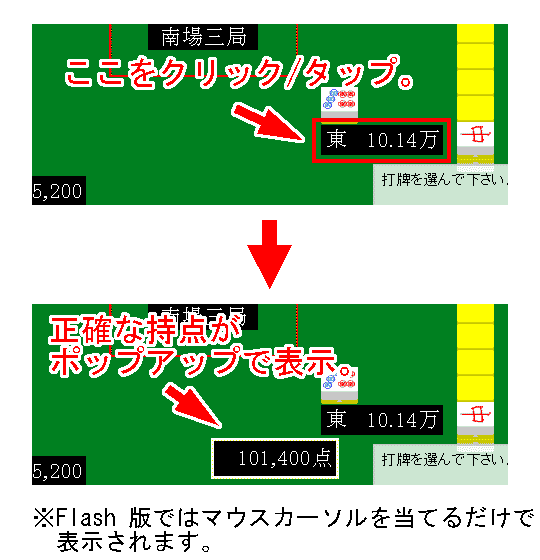 南場三局
ここをクリック/タップ。
東 10.14万
中
5,200
打牌を選んで下さい.
南場三局
正確な持点が
ポップアップで表示。
東 10.14万
中
101,400点
5,200
打牌を選んで下さい.
※Flash 版ではマウスカーソルを当てるだけで
表示されます。